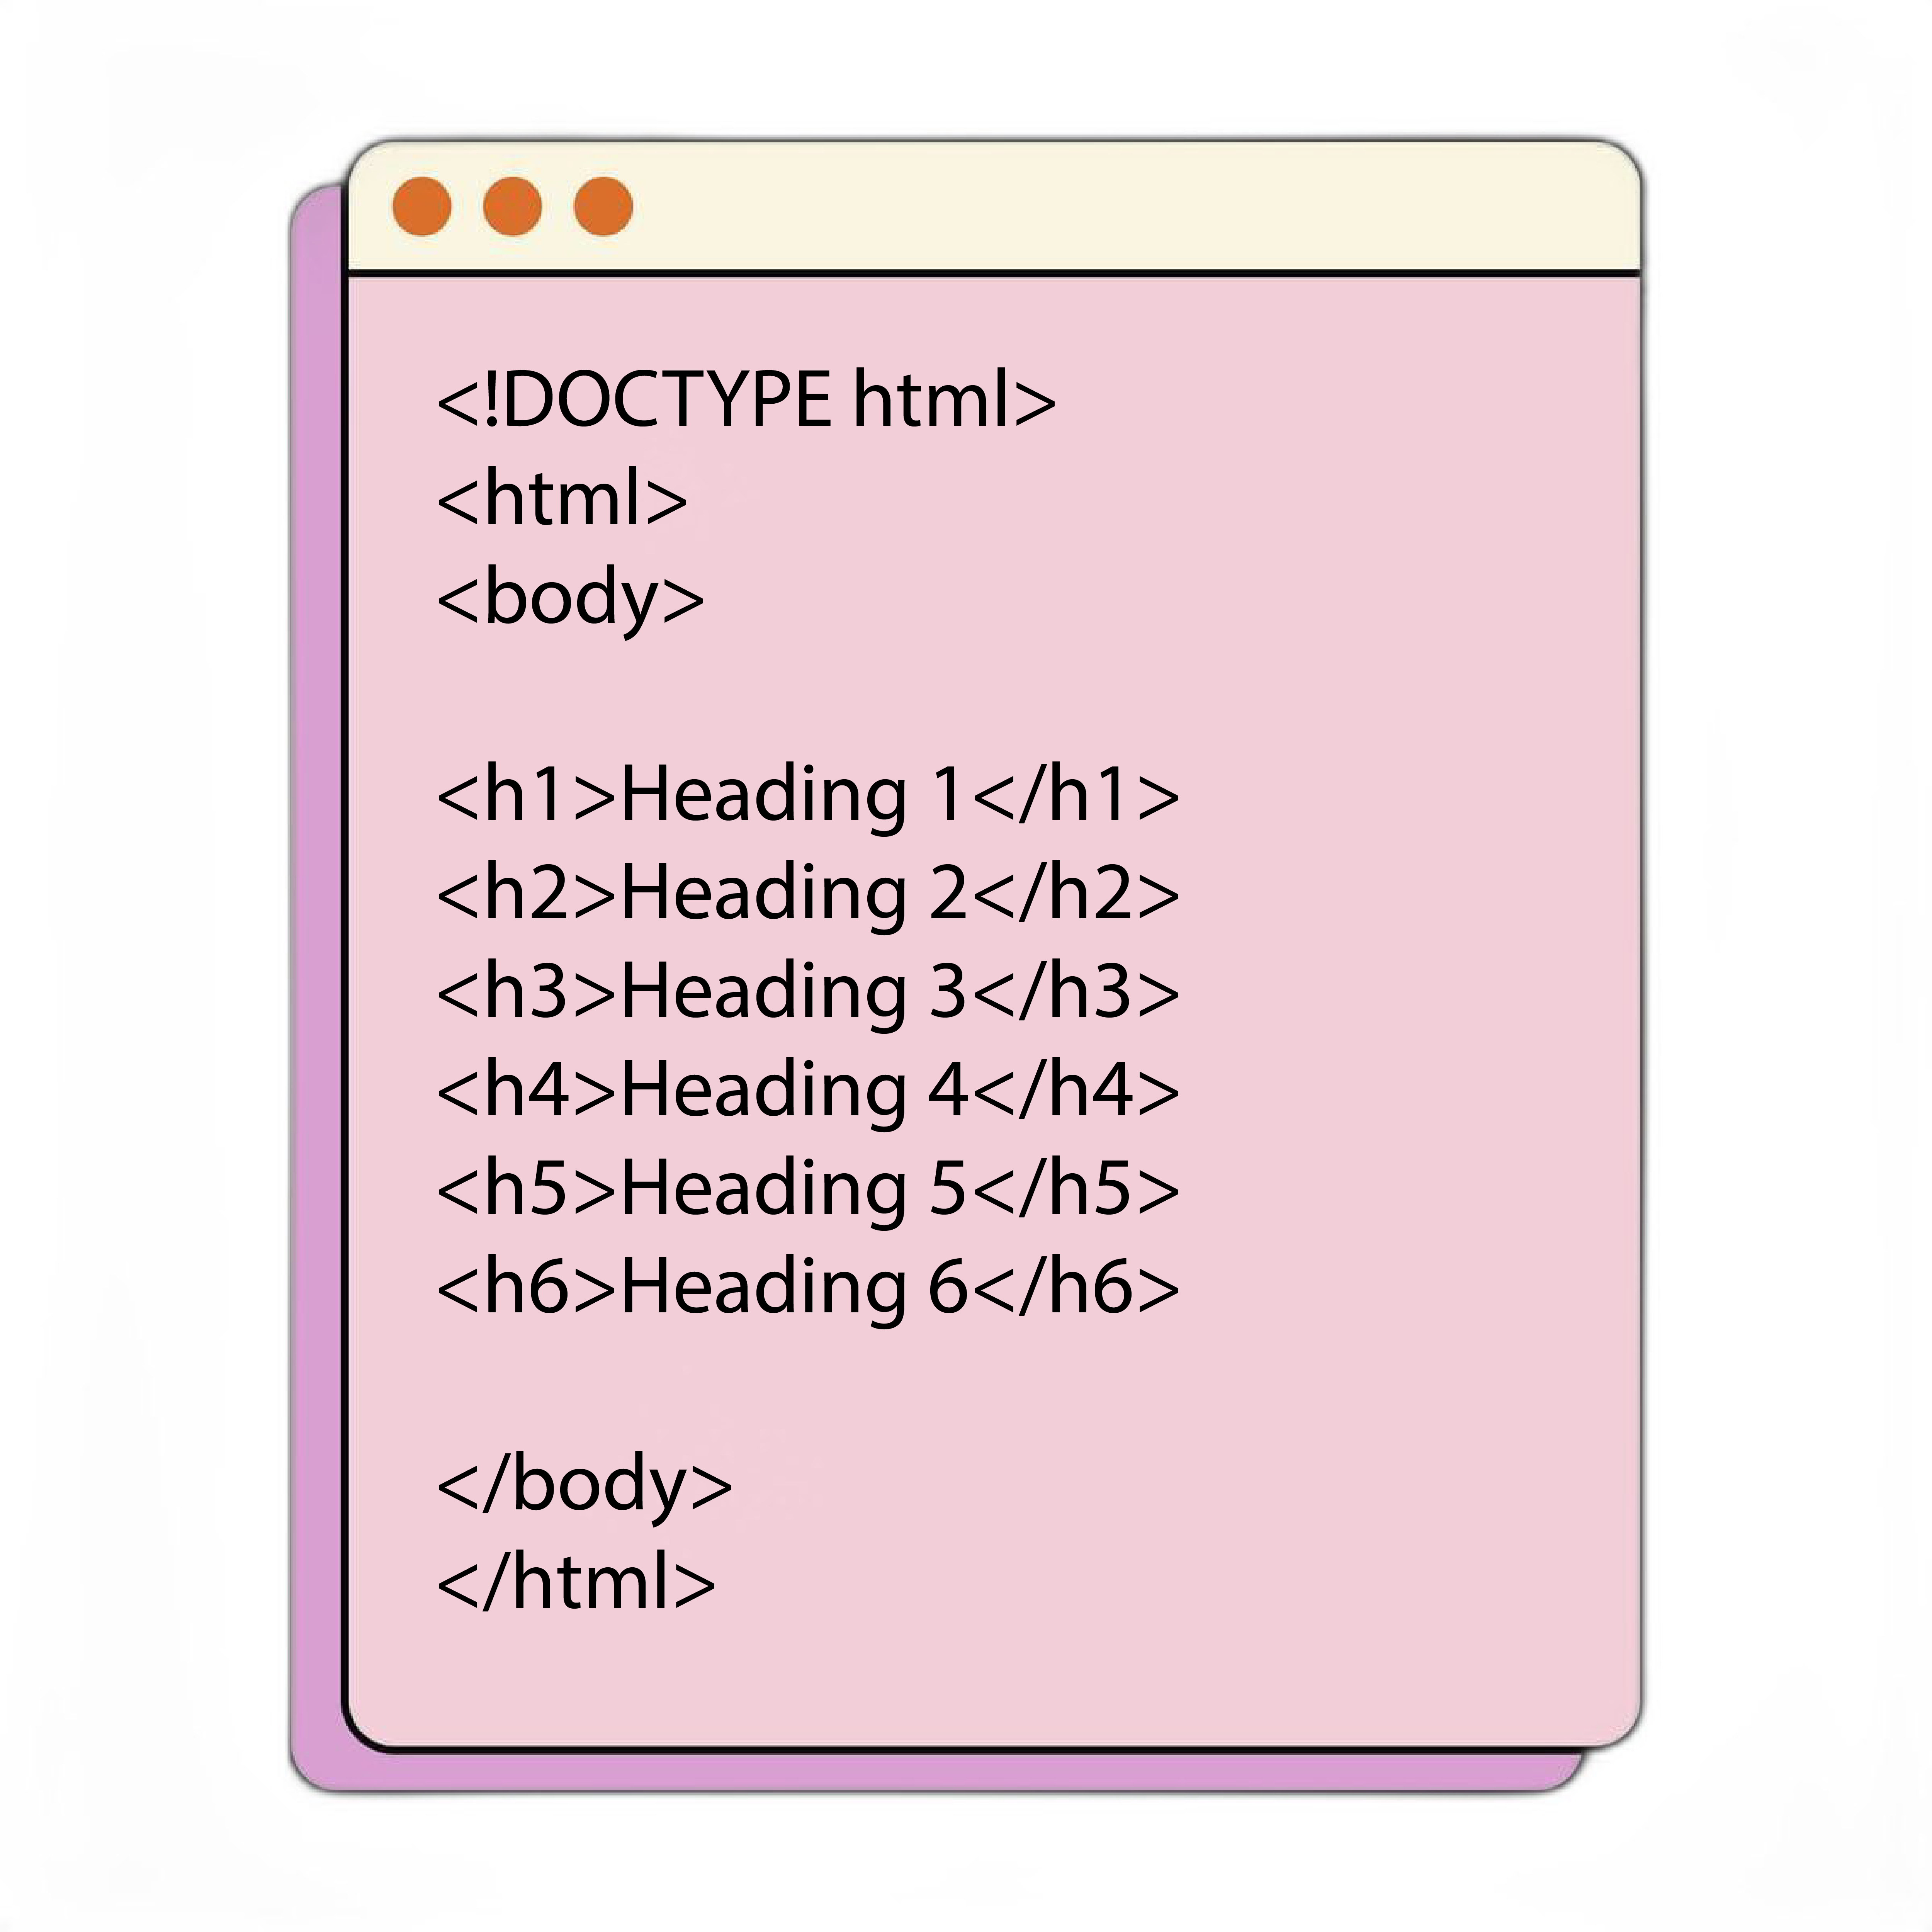 <!DOCTYPE html>
<html>
<body>
<h1>Heading 1</h1>
<h2>Heading 2</h2>
<h3>Heading 3</h3>
<h4>Heading 4</h4>
<h5>Heading 5</h5>
<h6>Heading 6</h6>
</body>
</html>